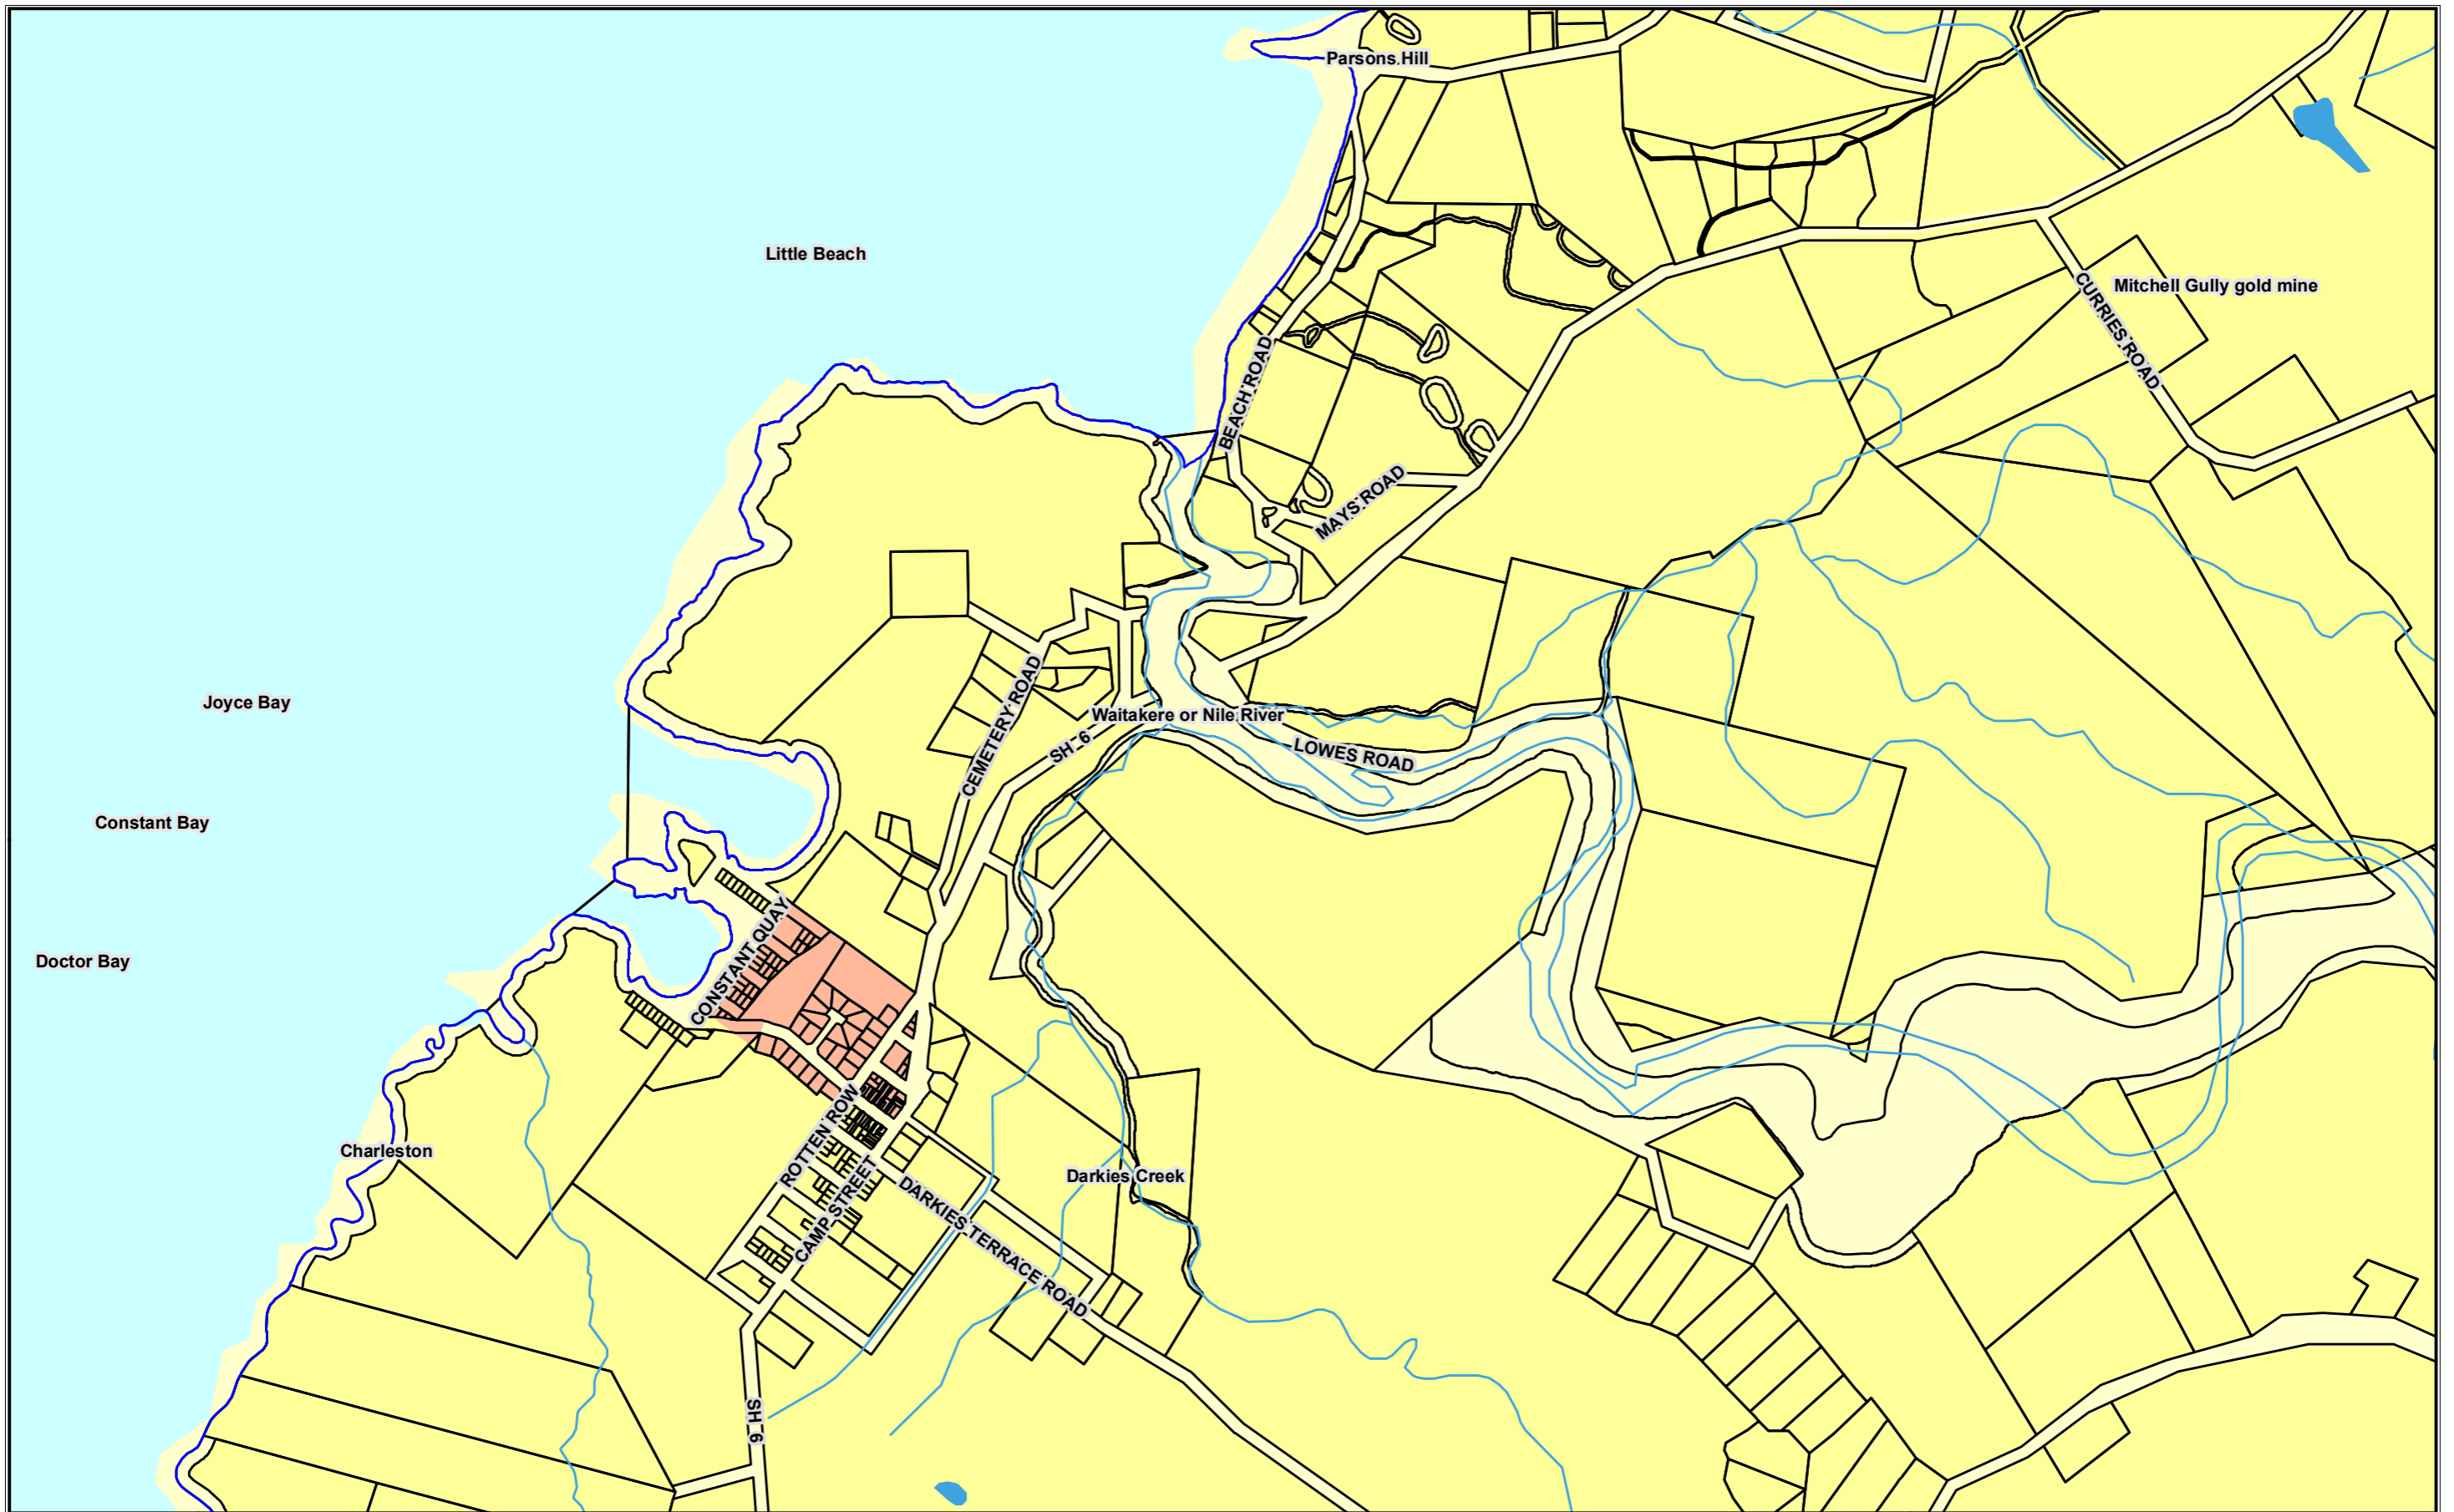 Parsons Hill
Little Beach
Mitchell Gully gold mine
CURRIES ROAD
BEACH ROAD
MAYS ROAD
Joyce Bay
CEMETERY ROAD
Waitakere or Nile River
SH 6
LOWES ROAD
Constant Bay
CONSTANT QUAY
Doctor Bay
Charleston
ROTTEN ROW
CAMP STREET
Darkies Creek
DARKIES TERRACE ROAD
SH 6